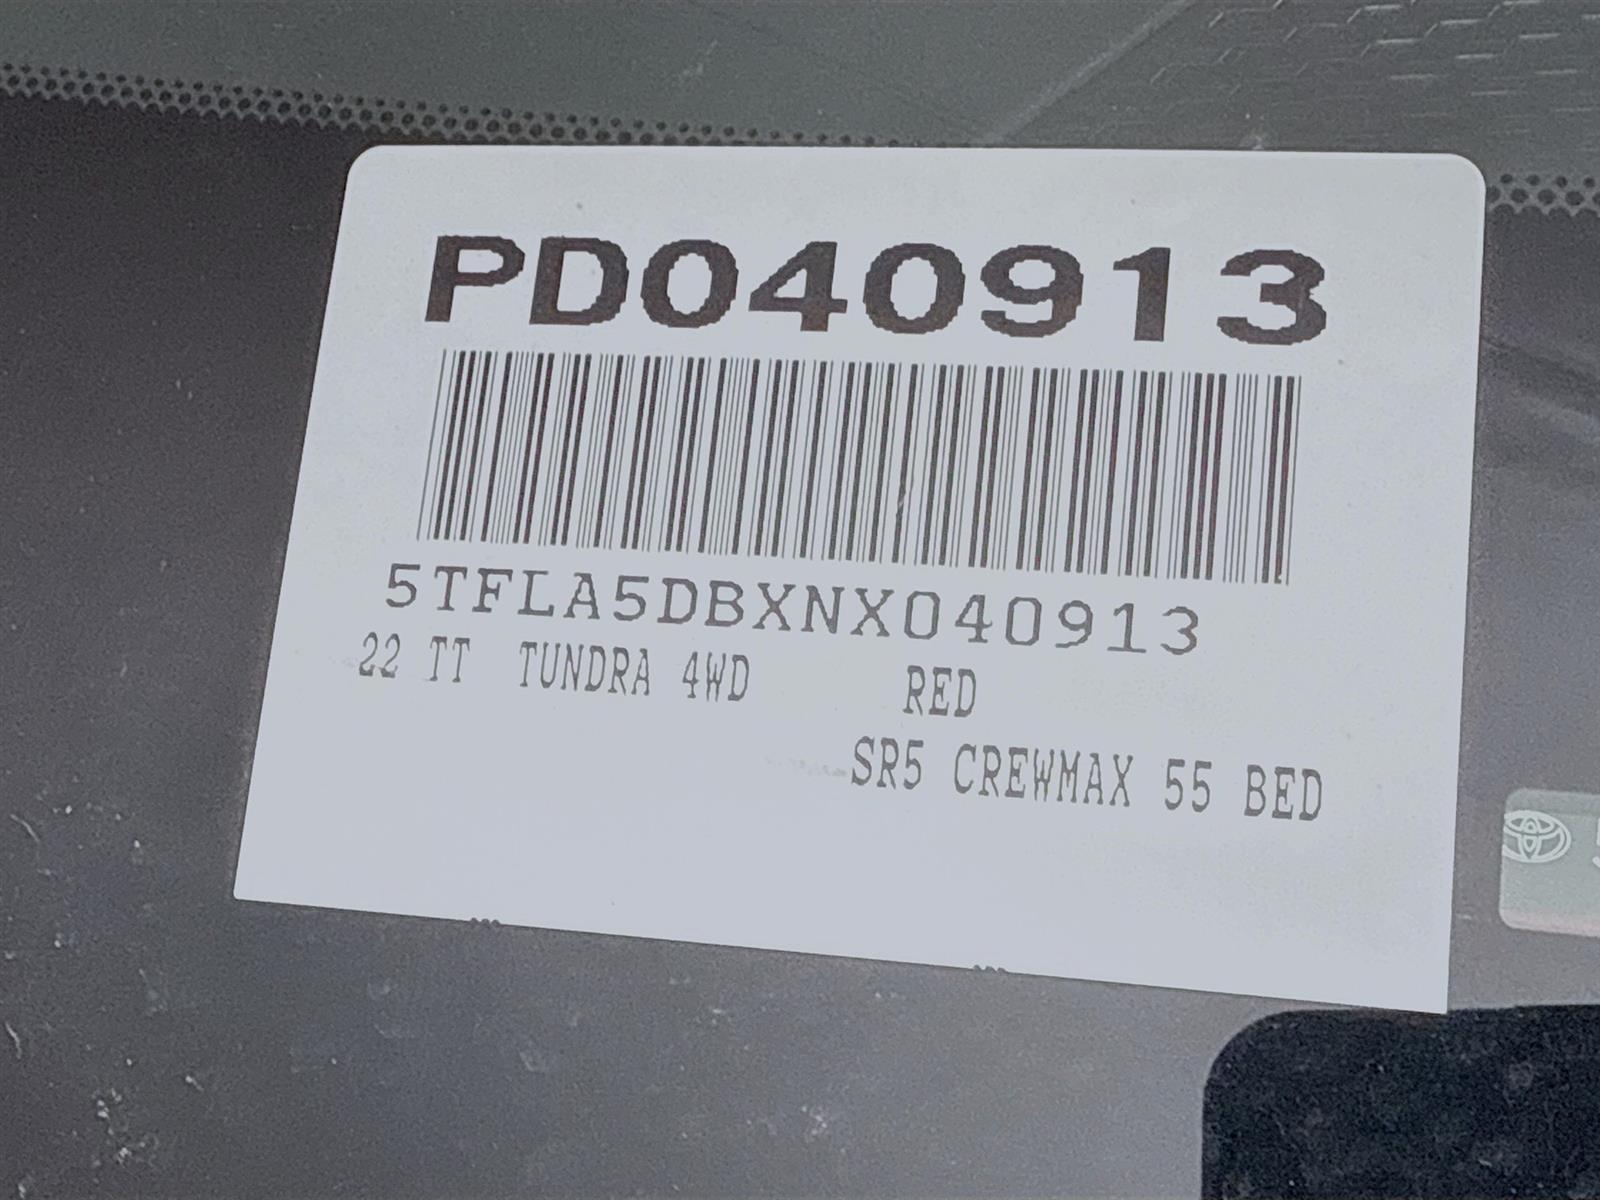 PD040913
5TFLA5DBXNX040913
22 TT TUNDRA 4WD RED
SR5 CREWMAX 55 BED